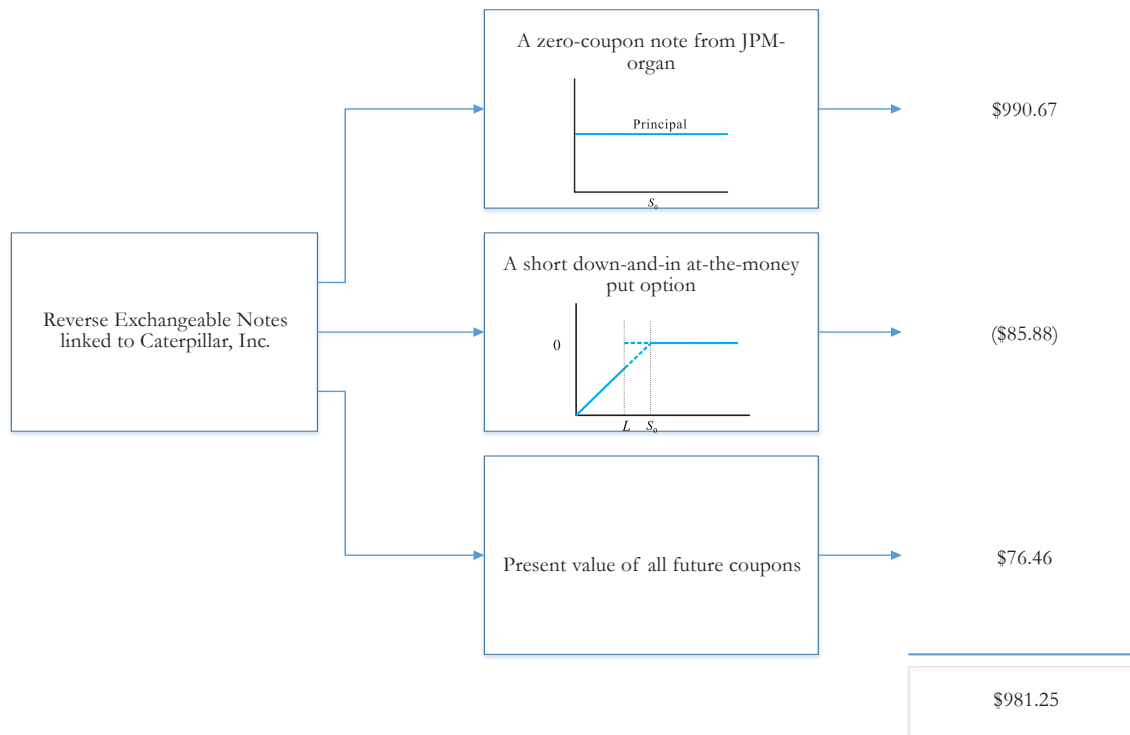 A zero-coupon note from JPM-
organ
Principal
S₀
$990.67
Reverse Exchangeable Notes
linked to Caterpillar, Inc.
A short down-and-in at-the-money
put option
0
L S₀
($85.88)
Present value of all future coupons
$76.46
$981.25